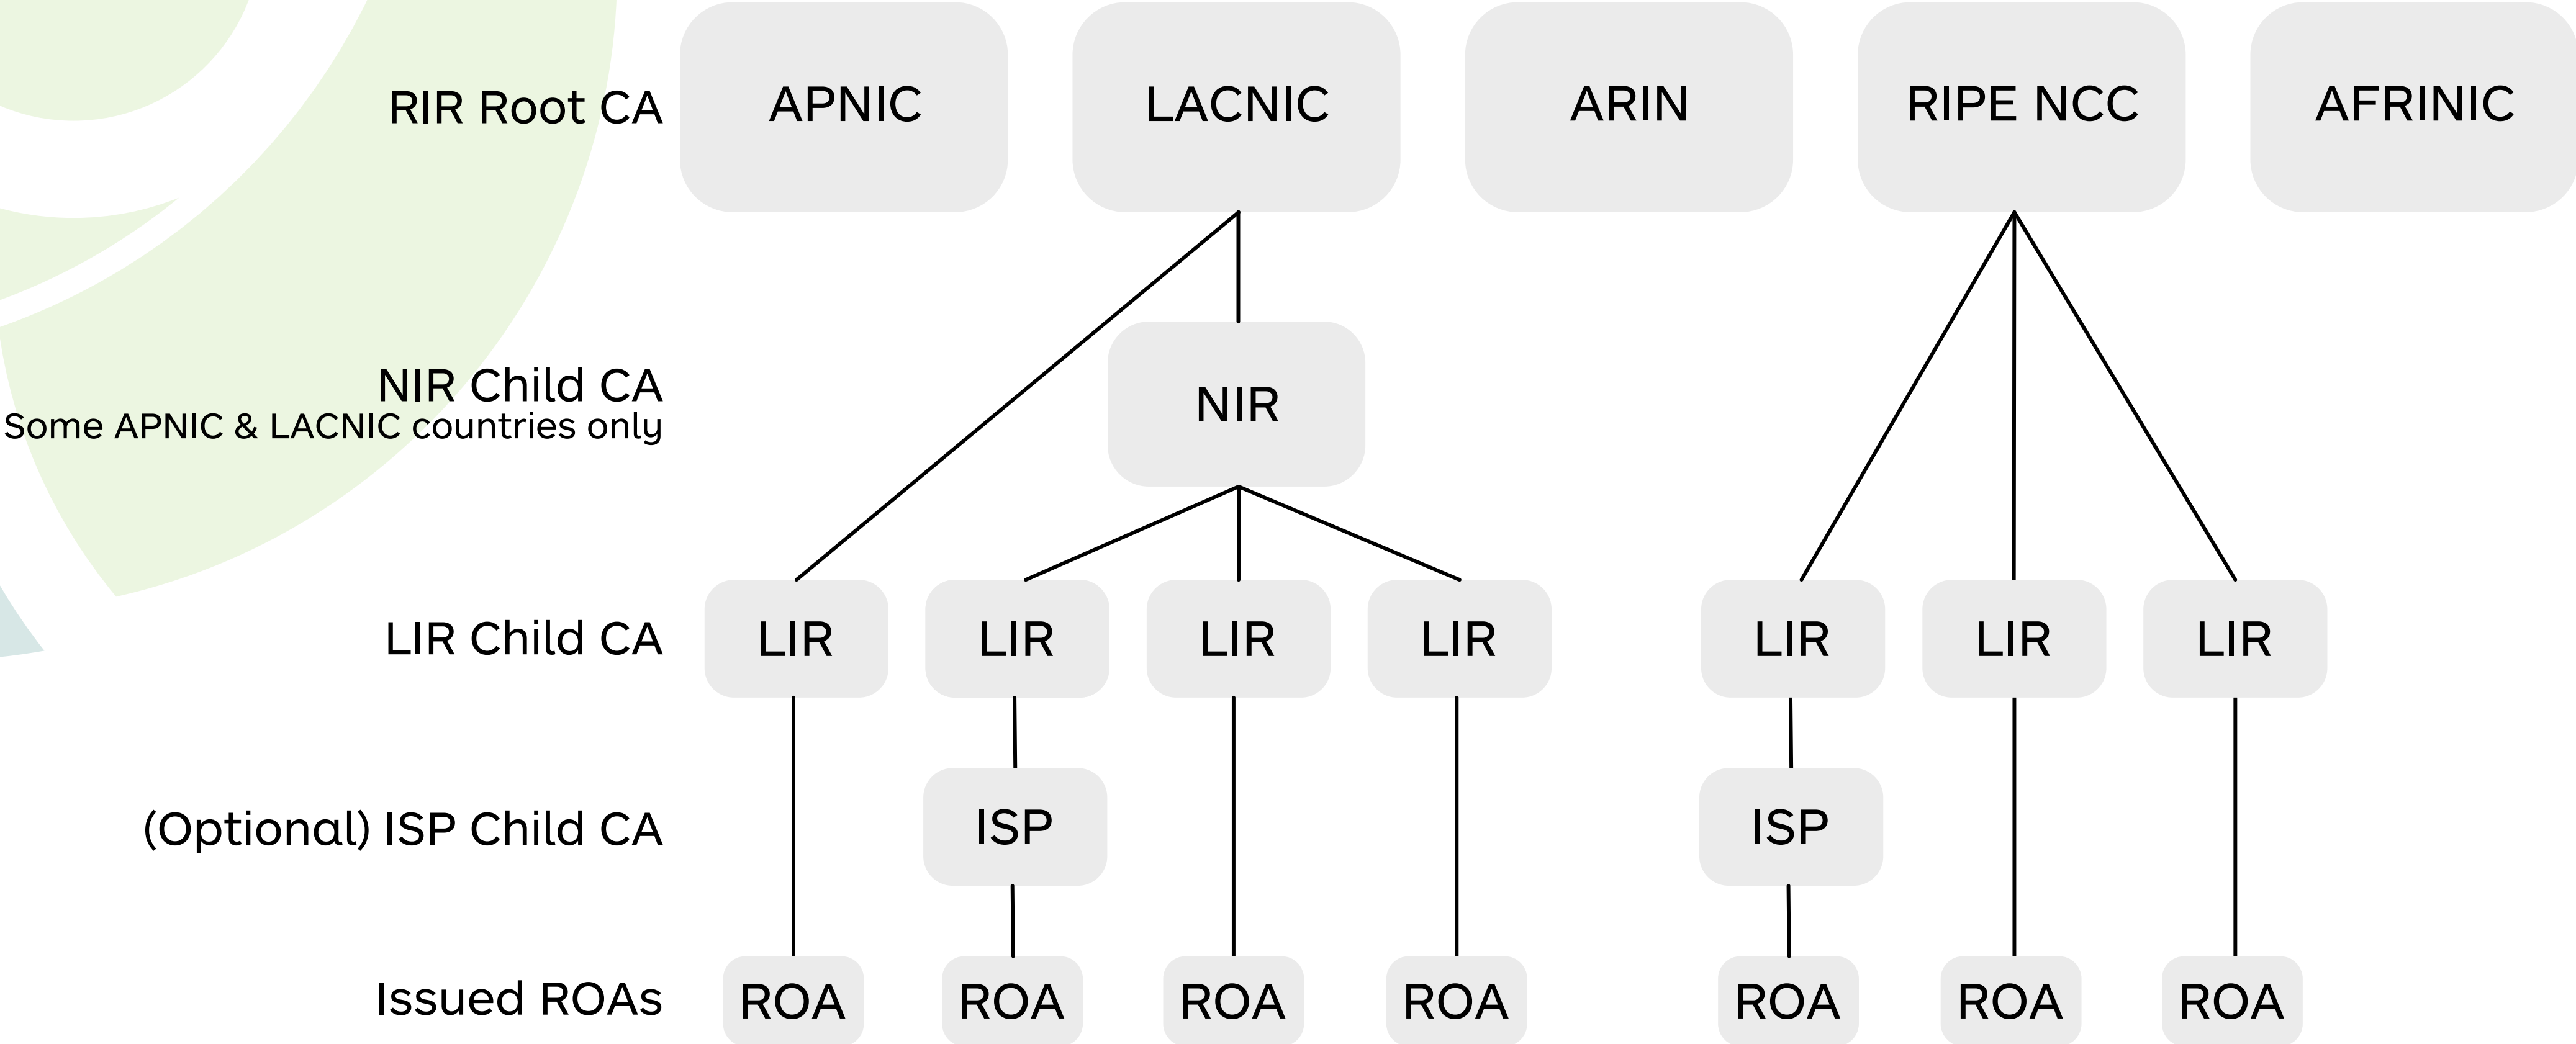 RIR Root CA
APNIC
LACNIC
ARIN
RIPE NCC
AFRINIC
NIR Child CA
Some APNIC & LACNIC countries only
NIR
LIR Child CA
LIR
LIR
LIR
LIR
LIR
LIR
LIR
(Optional) ISP Child CA
ISP
ISP
Issued ROAs
ROA
ROA
ROA
ROA
ROA
ROA
ROA